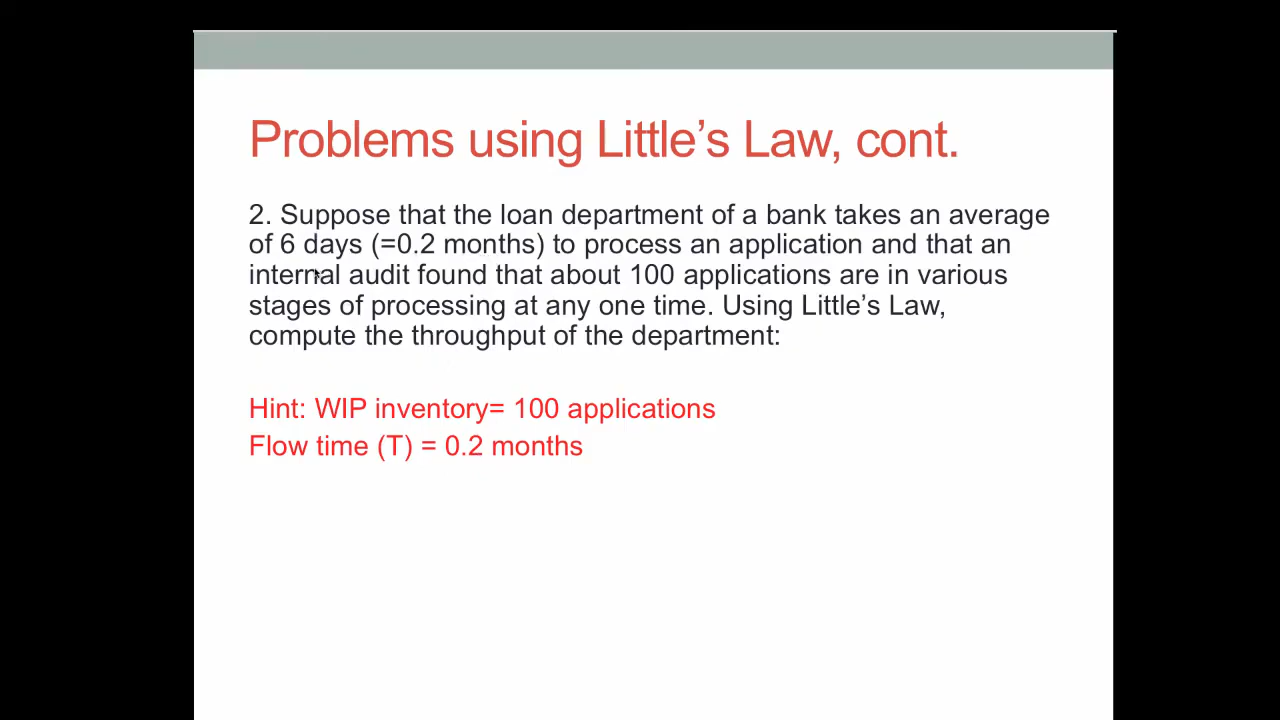 Problems using Little’s Law, cont.
2. Suppose that the loan department of a bank takes an average
of 6 days (=0.2 months) to process an application and that an
internal audit found that about 100 applications are in various
stages of processing at any one time. Using Little’s Law,
compute the throughput of the department:
Hint: WIP inventory= 100 applications
Flow time (T) = 0.2 months